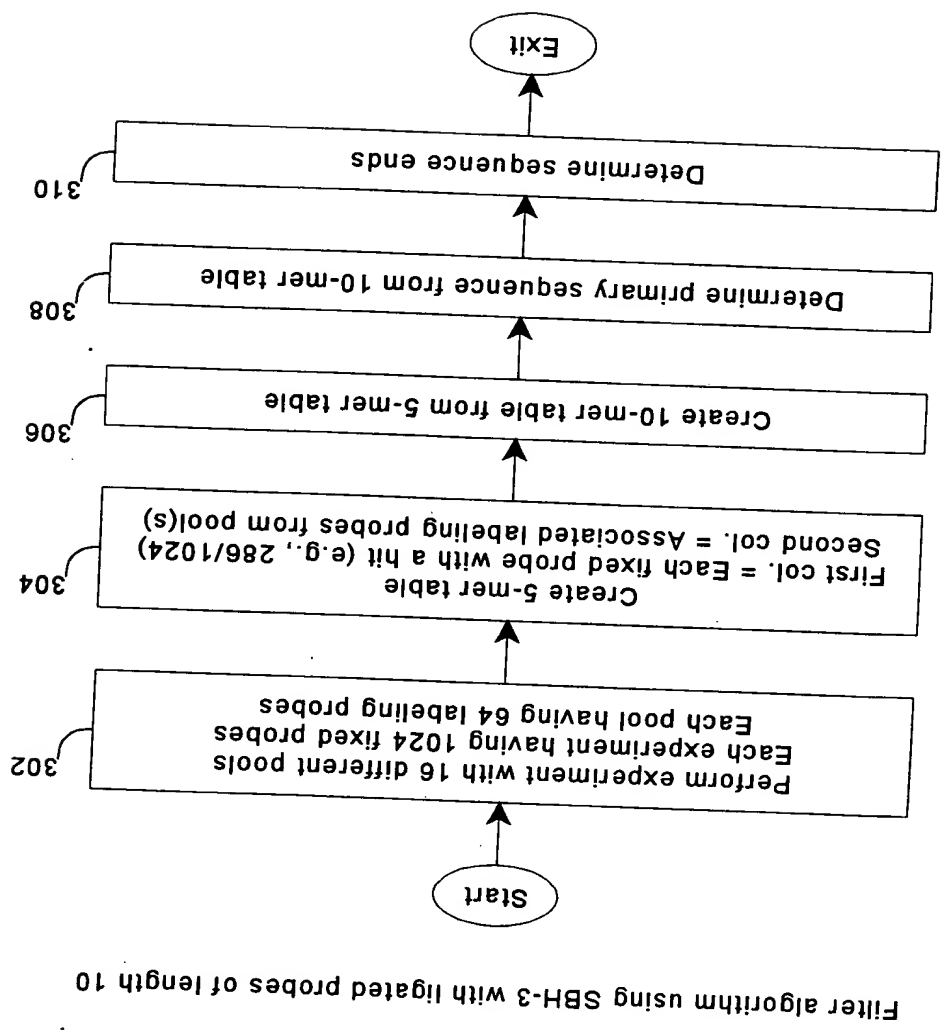 Filter algorithm using SBH-3 with ligated probes of length 10
Start
Perform experiment with 16 different pools
Each experiment having 1024 fixed probes
Each pool having 64 labeling probes
302
Create 5-mer table
First col. = Each fixed probe with a hit (e.g., 286/1024)
Second col. = Associated labeling probes from pool(s)
304
Create 10-mer table from 5-mer table
306
Determine primary sequence from 10-mer table
308
Determine sequence ends
310
Exit